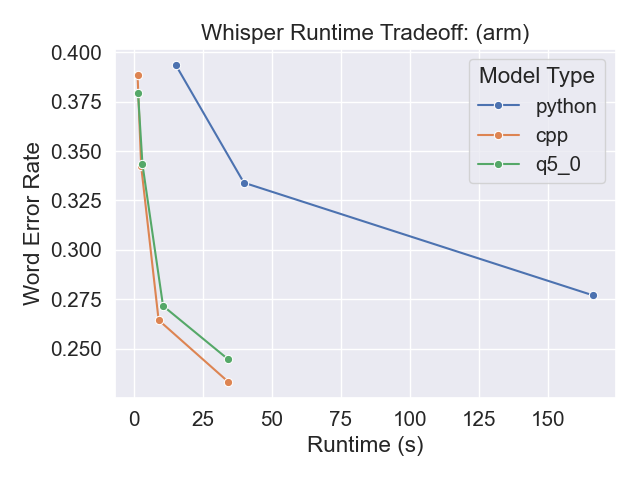 Whisper Runtime Tradeoff: (arm)
Word Error Rate
0.400
0.375
0.350
0.325
0.300
0.275
0.250
Model Type
python
cpp
q5_0
0 25 50 75 100 125 150
Runtime (s)